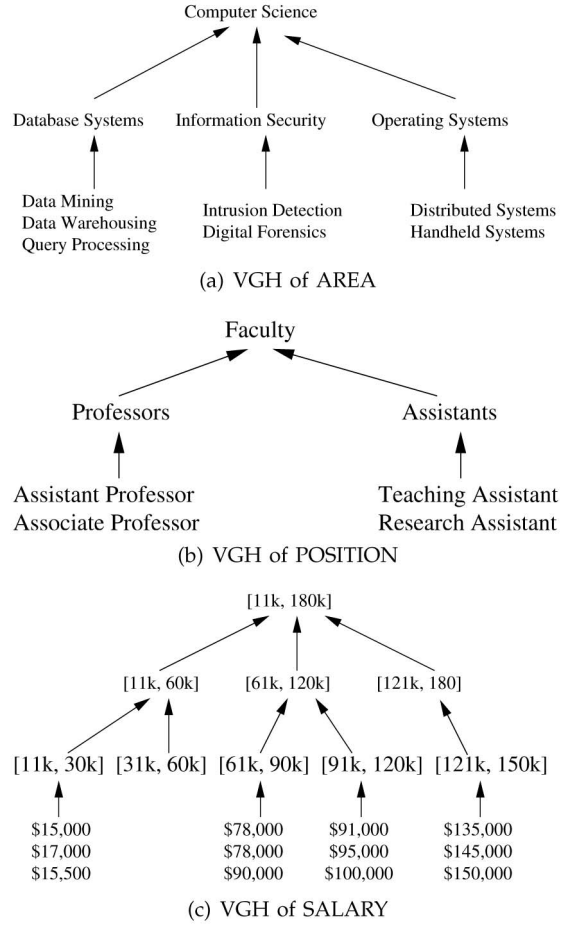 Computer Science
Database Systems Information Security Operating Systems
Data Mining
Data Warehousing
Query Processing
Intrusion Detection
Digital Forensics
Distributed Systems
Handheld Systems
(a) VGH of AREA
Faculty
Professors Assistants
Assistant Professor
Associate Professor
Teaching Assistant
Research Assistant
(b) VGH of POSITION
[11k, 180k]
[11k, 60k] [61k, 120k] [121k, 180]
[11k, 30k] [31k, 60k] [61k, 90k] [91k, 120k] [121k, 150k]
$15,000 $78,000 $91,000 $135,000
$17,000 $78,000 $95,000 $145,000
$15,500 $90,000 $100,000 $150,000
(c) VGH of SALARY